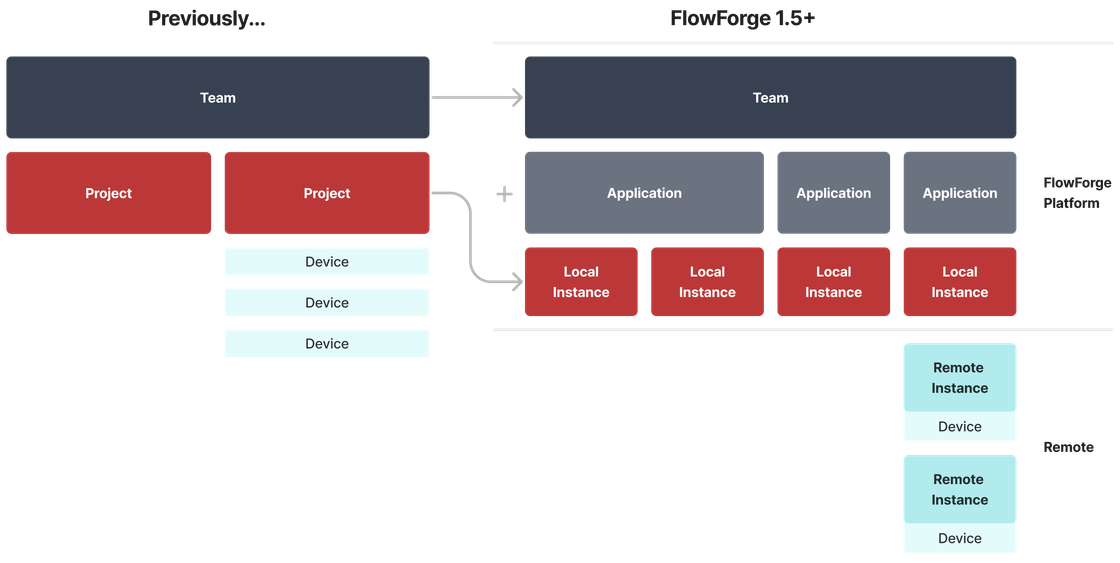 Previously...
FlowForge 1.5+
Team
Team
Project
Project
Application
Application
Application
FlowForge
Platform
Device
Device
Device
Local
Instance
Local
Instance
Local
Instance
Local
Instance
Remote
Instance
Device
Remote
Remote
Instance
Device